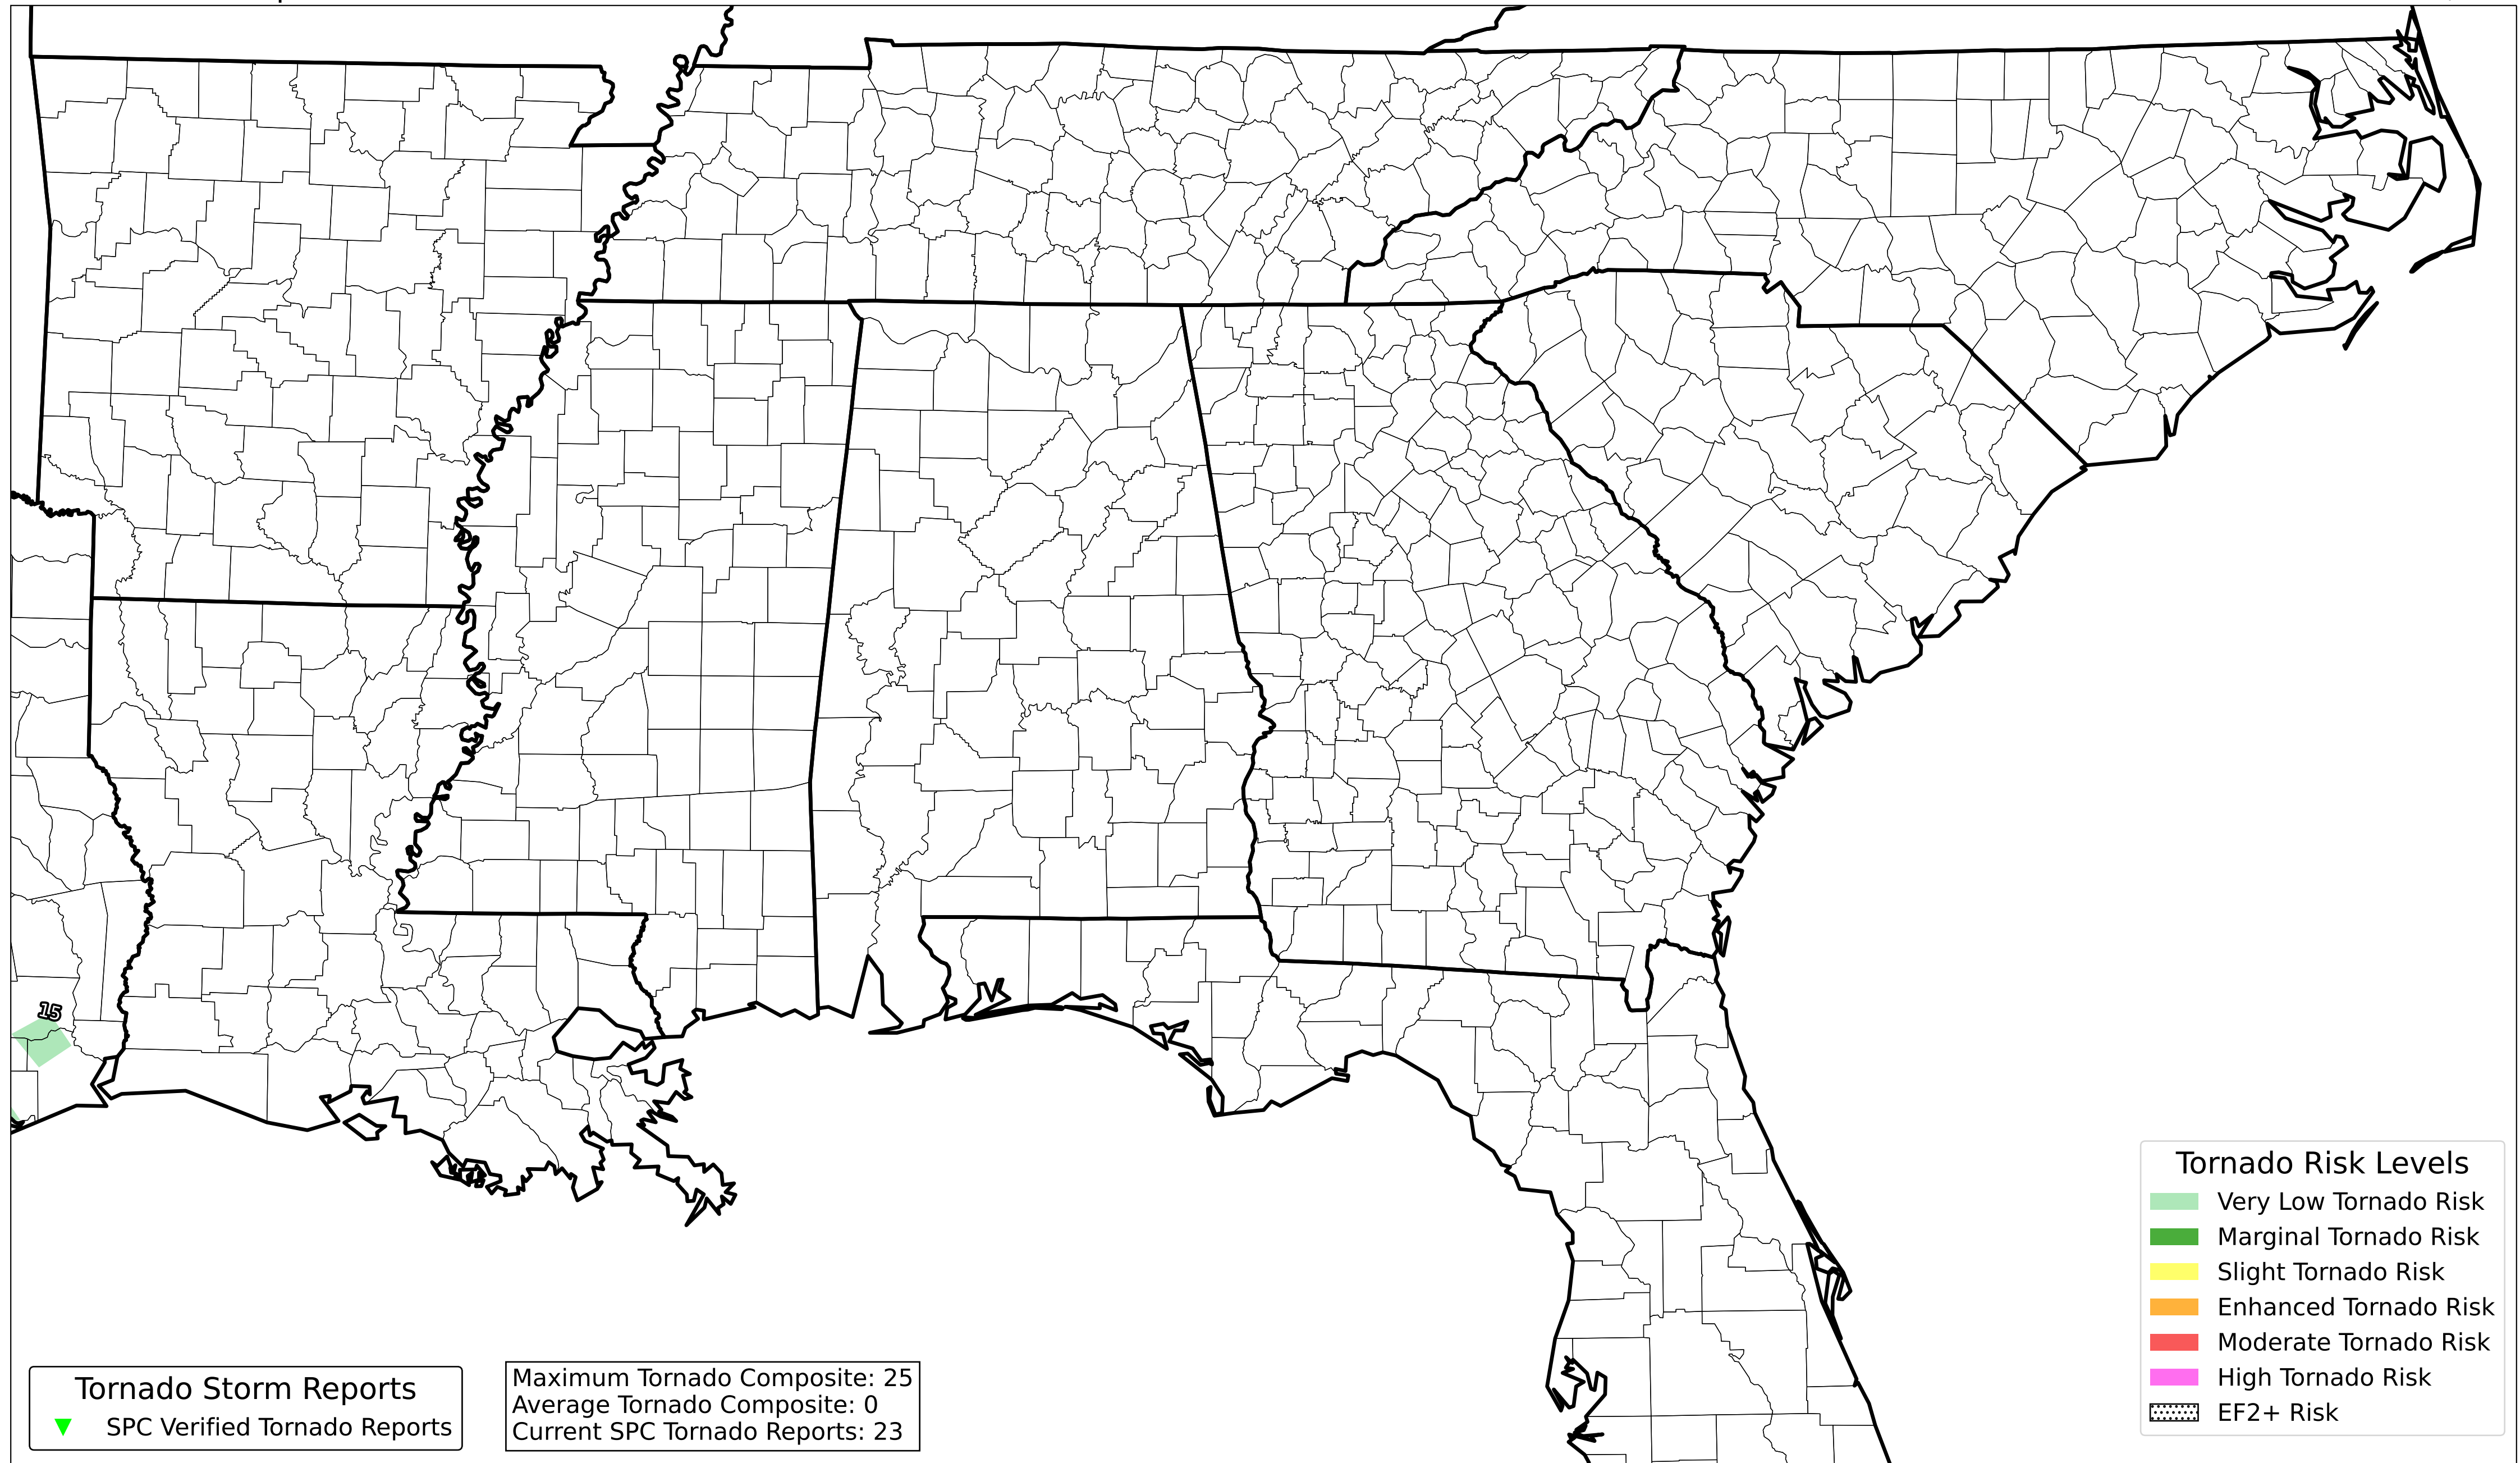 15
Tornado Risk Levels
Very Low Tornado Risk
Marginal Tornado Risk
Slight Tornado Risk
Enhanced Tornado Risk
Moderate Tornado Risk
High Tornado Risk
EF2+ Risk
Tornado Storm Reports
SPC Verified Tornado Reports
Maximum Tornado Composite: 25
Average Tornado Composite: 0
Current SPC Tornado Reports: 23